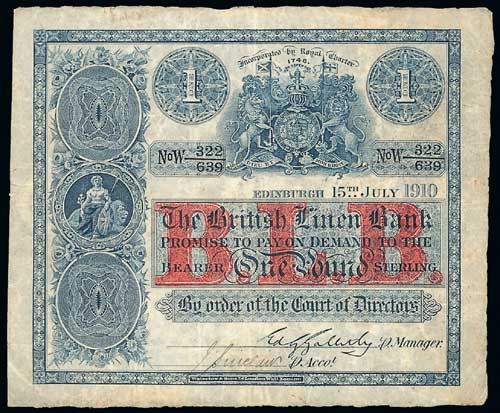 Incorporated by Royal Charter
1746.
1 1
No W 322/639 No W 322/639
EDINBURGH 15TH JULY 1910
B.L.B.
The British Linen Bank
PROMISE TO PAY ON DEMAND TO THE
BEARER One Pound STERLING.
By order of the Court of Directors
P. Manager.
P. Accot.